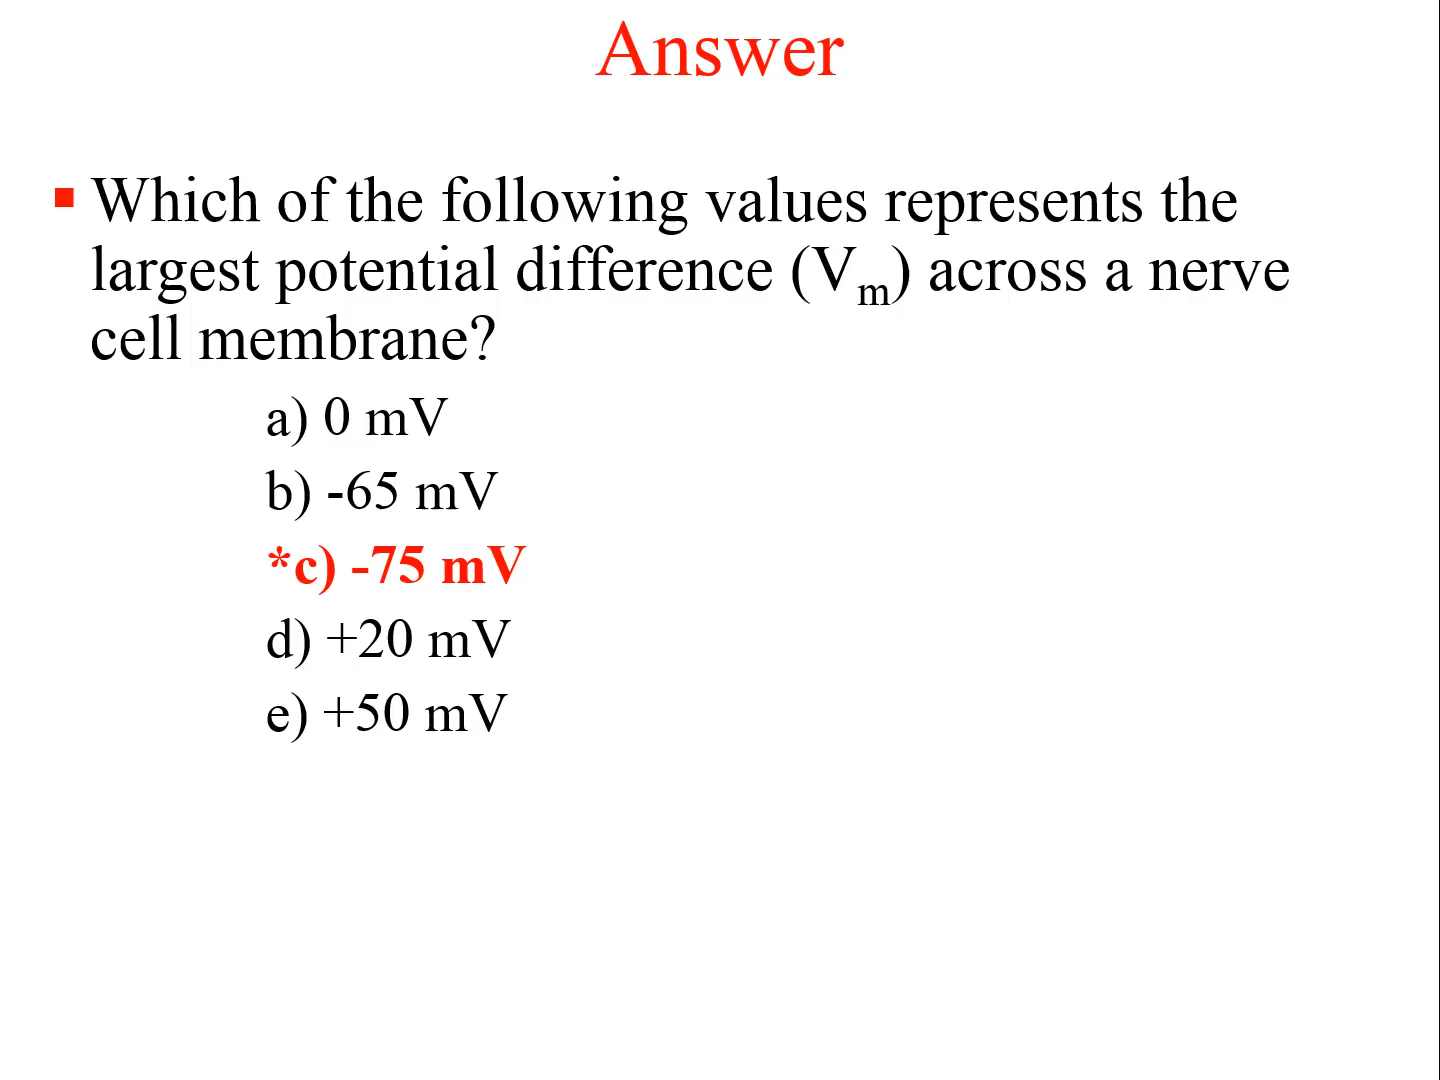 Answer
▪ Which of the following values represents the
largest potential difference (Vm) across a nerve
cell membrane?
a) 0 mV
b) -65 mV
*c) -75 mV
d) +20 mV
e) +50 mV